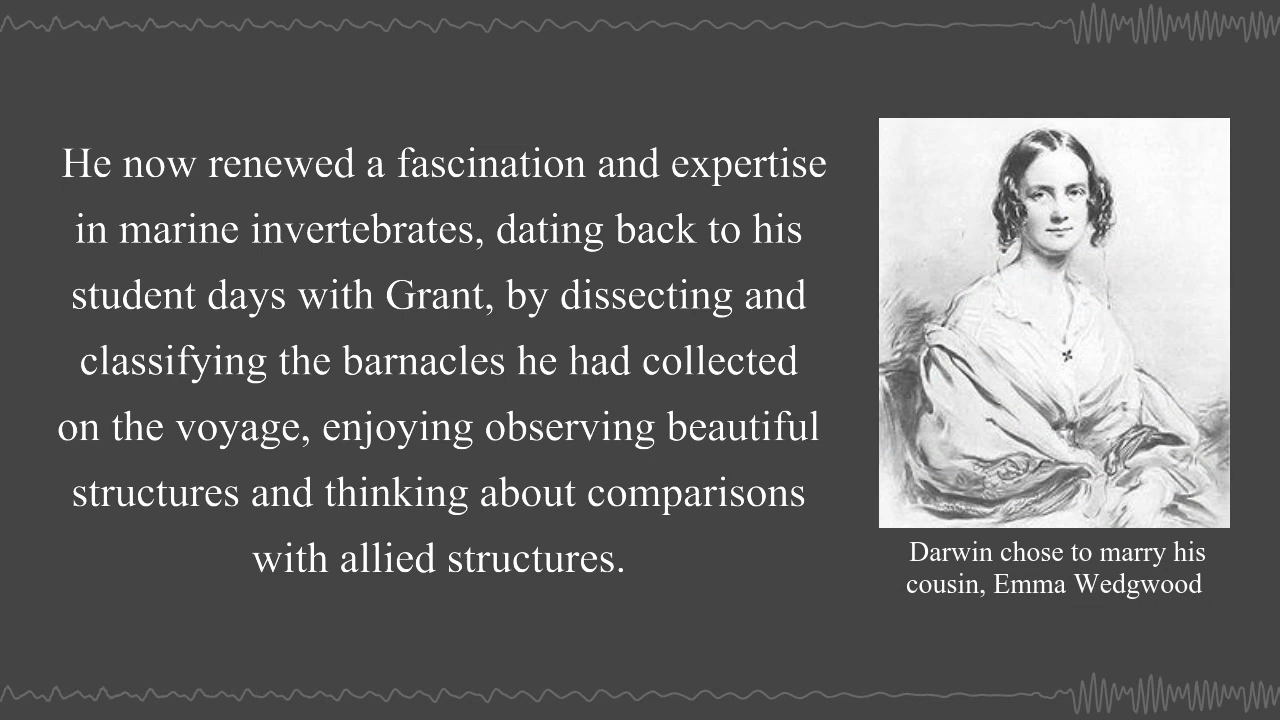 He now renewed a fascination and expertise
in marine invertebrates, dating back to his
student days with Grant, by dissecting and
classifying the barnacles he had collected
on the voyage, enjoying observing beautiful
structures and thinking about comparisons
with allied structures.
Darwin chose to marry his
cousin, Emma Wedgwood